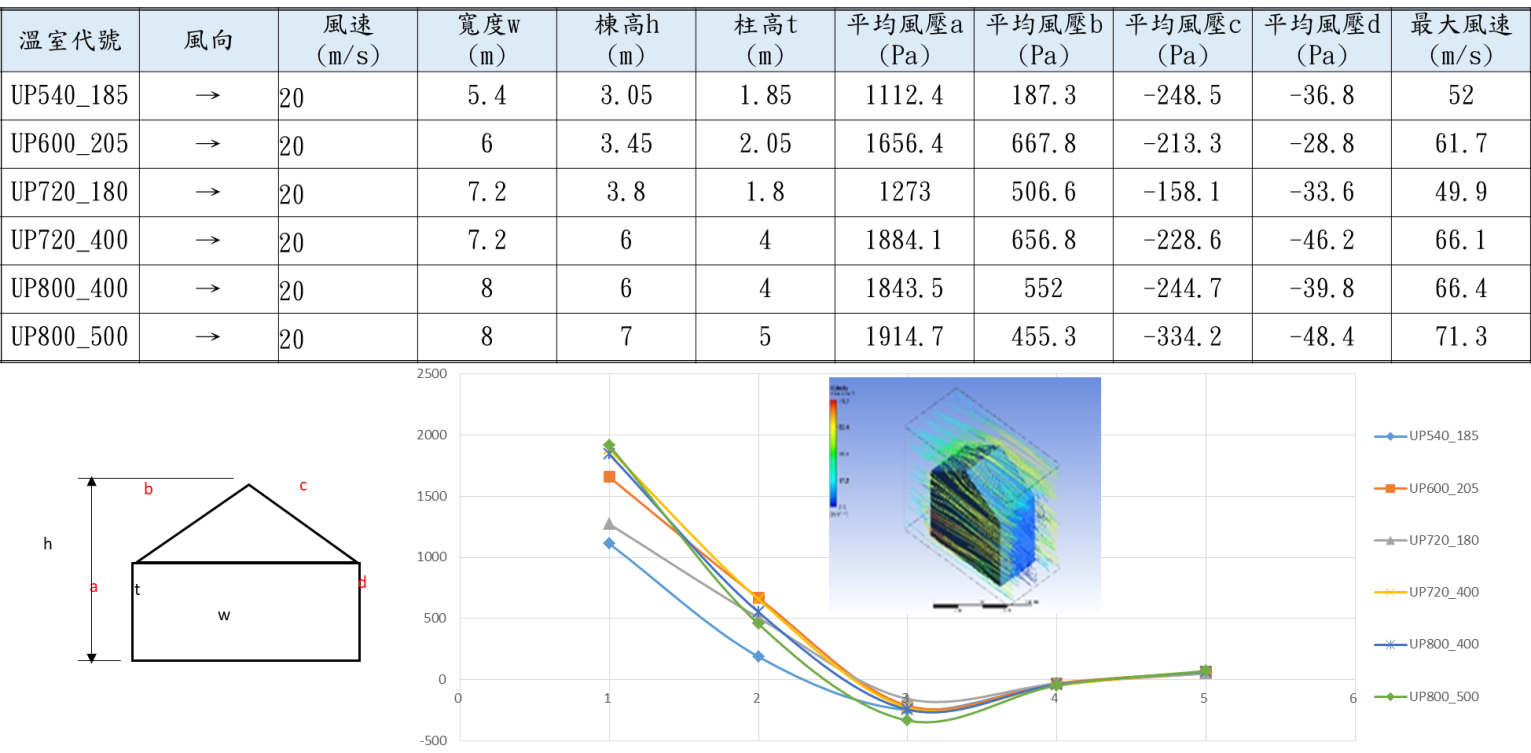 溫室代號 風向 風速 (m/s) 寬度w (m) 棟高h (m) 柱高t (m) 平均風壓a (Pa) 平均風壓b (Pa) 平均風壓c (Pa) 平均風壓d (Pa) 最大風速 (m/s)
UP540_185 → 20 5.4 3.05 1.85 1112.4 187.3 -248.5 -36.8 52
UP600_205 → 20 6 3.45 2.05 1656.4 667.8 -213.3 -28.8 61.7
UP720_180 → 20 7.2 3.8 1.8 1273 506.6 -158.1 -33.6 49.9
UP720_400 → 20 7.2 6 4 1884.1 656.8 -228.6 -46.2 66.1
UP800_400 → 20 8 6 4 1843.5 552 -244.7 -39.8 66.4
UP800_500 → 20 8 7 5 1914.7 455.3 -334.2 -48.4 71.3
b c
h
a t d
w
2500
2000
1500
1000
500
0
-500
0 1 2 3 4 5 6
UP540_185
UP600_205
UP720_180
UP720_400
UP800_400
UP800_500